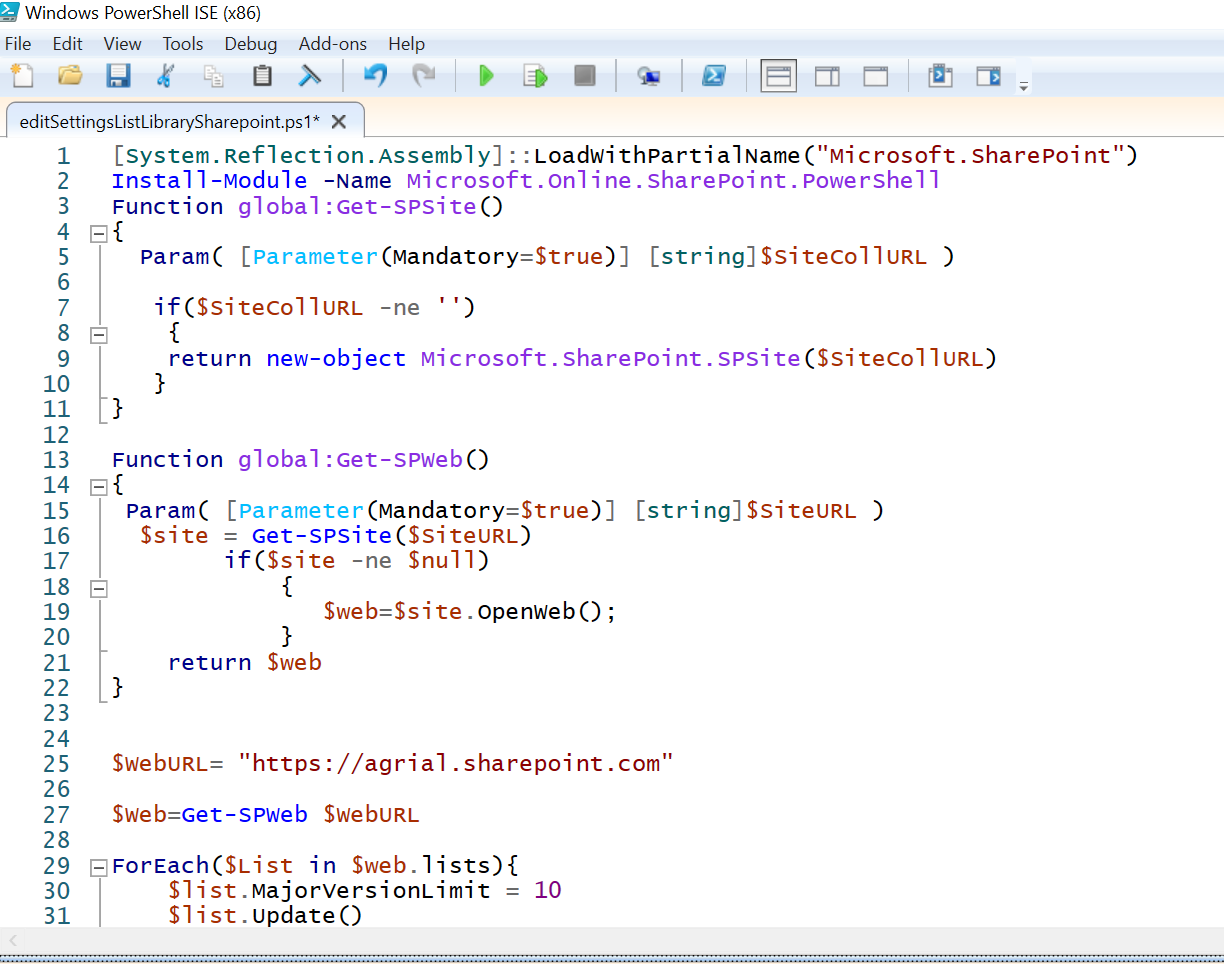 Windows PowerShell ISE (x86)
File Edit View Tools Debug Add-ons Help
editSettingsListLibrarySharepoint.ps1*
1 [System.Reflection.Assembly]::LoadWithPartialName("Microsoft.SharePoint")
2 Install-Module -Name Microsoft.Online.SharePoint.PowerShell
3 Function global:Get-SPSite()
4 {
5 Param( [Parameter(Mandatory=$true)] [string]$SiteCollURL )
6
7 if($SiteCollURL -ne '')
8 {
9 return new-object Microsoft.SharePoint.SPSite($SiteCollURL)
10 }
11 }
12
13 Function global:Get-SPWeb()
14 {
15 Param( [Parameter(Mandatory=$true)] [string]$SiteURL )
16 $site = Get-SPSite($SiteURL)
17 if($site -ne $null)
18 {
19 $web=$site.OpenWeb();
20 }
21 return $web
22 }
23
24
25 $WebURL= "https://agrial.sharepoint.com"
26
27 $Web=Get-SPWeb $WebURL
28
29 ForEach($List in $web.lists){
30 $list.MajorVersionLimit = 10
31 $list.Update()